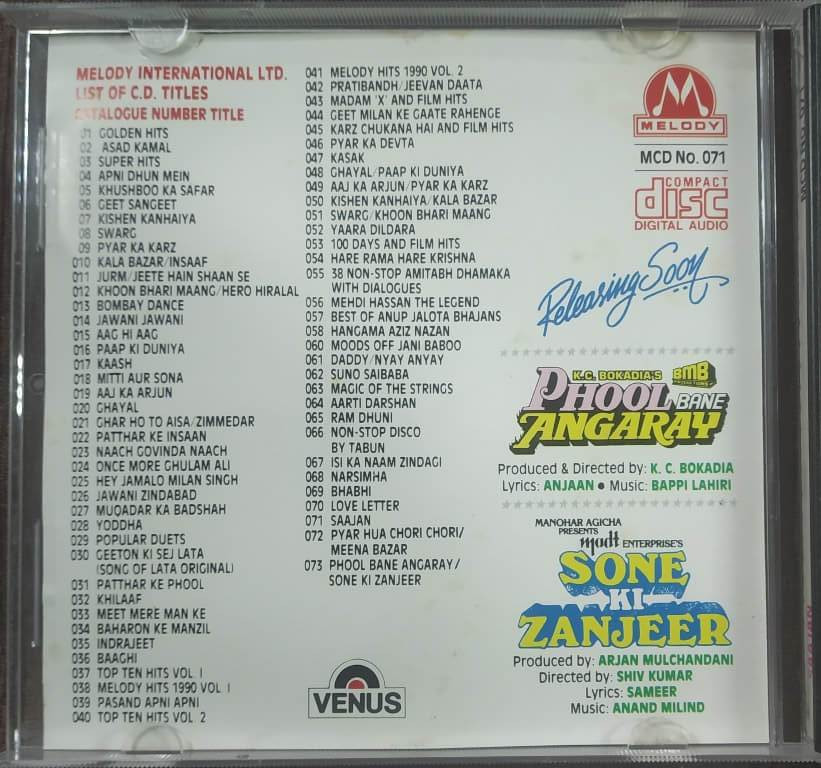 MELODY INTERNATIONAL LTD.
LIST OF C.D. TITLES
CATALOGUE NUMBER TITLE
01 GOLDEN HITS
02 ASAD KAMAL
03 SUPER HITS
04 APNI DHUN MEIN
05 KHUSHBOO KA SAFAR
06 GEET SANGEET
07 KISHEN KANHAIYA
08 SWARG
09 PYAR KA KARZ
010 KALA BAZAR/INSAAF
011 JURM/JEETE HAIN SHAAN SE
012 KHOON BHARI MAANG/HERO HIRALAL
013 BOMBAY DANCE
014 JAWANI JAWANI
015 AAG HI AAG
016 PAAP KI DUNIYA
017 KAASH
018 MITTI AUR SONA
019 AAJ KA ARJUN
020 GHAYAL
021 GHAR HO TO AISA/ZIMMEDAR
022 PATTHAR KE INSAAN
023 NAACH GOVINDA NAACH
024 ONCE MORE GHULAM ALI
025 HEY JAMALO MILAN SINGH
026 JAWANI ZINDABAD
027 MUQADAR KA BADSHAH
028 YODDHA
029 POPULAR DUETS
030 GEETON KI SEJ LATA
(SONG OF LATA ORIGINAL)
031 PATTHAR KE PHOOL
032 KHILAAF
033 MEET MERE MAN KE
034 BAHARON KE MANZIL
035 INDRAJEET
036 BAAGHI
037 TOP TEN HITS VOL. 1
038 MELODY HITS 1990 VOL. 1
039 PASAND APNI APNI
040 TOP TEN HITS VOL. 2
041 MELODY HITS 1990 VOL. 2
042 PRATIBANDH/JEEVAN DAATA
043 MADAM 'X' AND FILM HITS
044 GEET MILAN KE GAATE RAHENGE
045 KARZ CHUKANA HAI AND FILM HITS
046 PYAR KA DEVTA
047 KASAK
048 GHAYAL/PAAP KI DUNIYA
049 AAJ KA ARJUN/PYAR KA KARZ
050 KISHEN KANHAIYA/KALA BAZAR
051 SWARG/KHOON BHARI MAANG
052 YAARA DILDARA
053 100 DAYS AND FILM HITS
054 HARE RAMA HARE KRISHNA
055 38 NON-STOP AMITABH DHAMAKA
WITH DIALOGUES
056 MEHDI HASSAN THE LEGEND
057 BEST OF ANUP JALOTA BHAJANS
058 HANGAMA AZIZ NAZAN
060 MOODS OFF JANI BABOO
061 DADDY/NYAY ANYAY
062 SUNO SAIBABA
063 MAGIC OF THE STRINGS
064 AARTI DARSHAN
065 RAM DHUNI
066 NON-STOP DISCO
BY TABUN
067 ISI KA NAAM ZINDAGI
068 NARSIMHA
069 BHABHI
070 LOVE LETTER
071 SAAJAN
072 PYAR HUA CHORI CHORI/
MEENA BAZAR
073 PHOOL BANE ANGARAY/
SONE KI ZANJEER
VENUS
MELODY
MCD No. 071
COMPACT
disc
DIGITAL AUDIO
Releasing Soon
K.C. BOKADIA'S BMB
PHOOL BANE
ANGARAY
Produced & Directed by: K. C. BOKADIA
Lyrics: ANJAAN ● Music: BAPPI LAHIRI
MANOHAR AGICHA
PRESENTS
ENTERPRISE'S
SONE
KI
ZANJEER
Produced by: ARJAN MULCHANDANI
Directed by: SHIV KUMAR
Lyrics: SAMEER
Music: ANAND MILIND